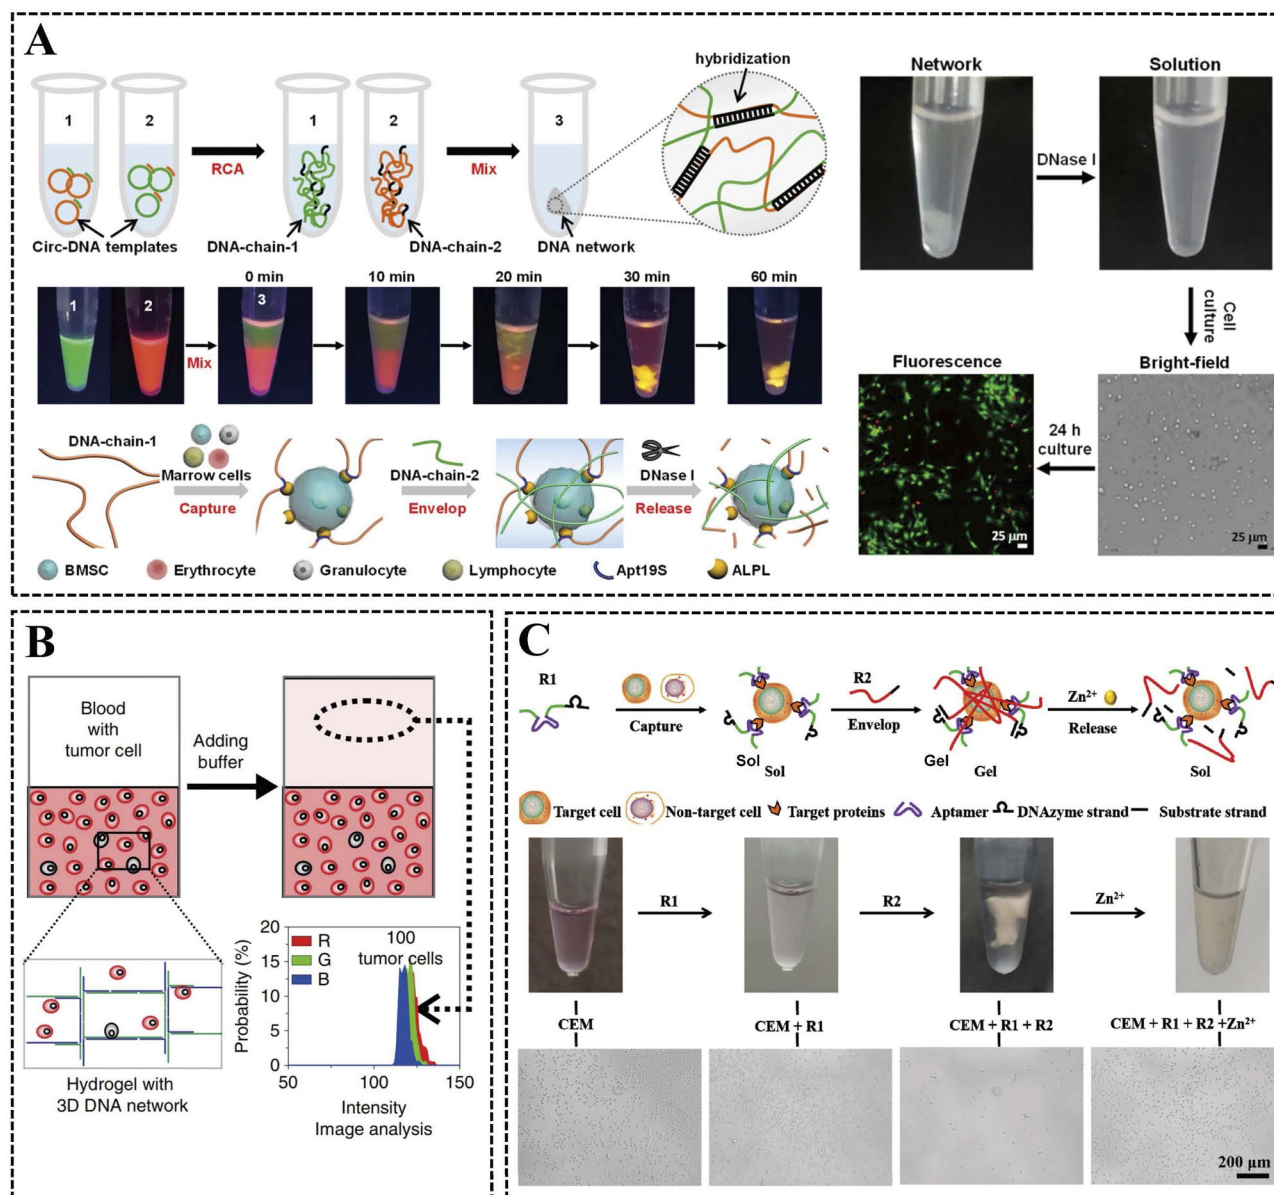 A
1
2
RCA
1
2
Mix
3
hybridization
Circ-DNA templates
DNA-chain-1
DNA-chain-2
DNA network
Network
Solution
DNase I
0 min
10 min
20 min
30 min
60 min
1
2
Mix
3
Cell
culture
Fluorescence
Bright-field
24 h
culture
25 µm
25 µm
DNA-chain-1
Marrow cells
Capture
DNA-chain-2
Envelop
DNase I
Release
BMSC
Erythrocyte
Granulocyte
Lymphocyte
Apt19S
ALPL
B
Blood
with
tumor cell
Adding
buffer
Hydrogel with
3D DNA network
Probability (%)
20
15
10
5
0
R
G
B
100
tumor cells
50
100
150
Intensity
Image analysis
C
R1
Capture
Sol
Sol
R2
Envelop
Gel
Gel
Zn²⁺
Release
Sol
Target cell
Non-target cell
Target proteins
Aptamer
DNAzyme strand
Substrate strand
R1
R2
Zn²⁺
CEM
CEM + R1
CEM + R1 + R2
CEM + R1 + R2 +Zn²⁺
200 µm